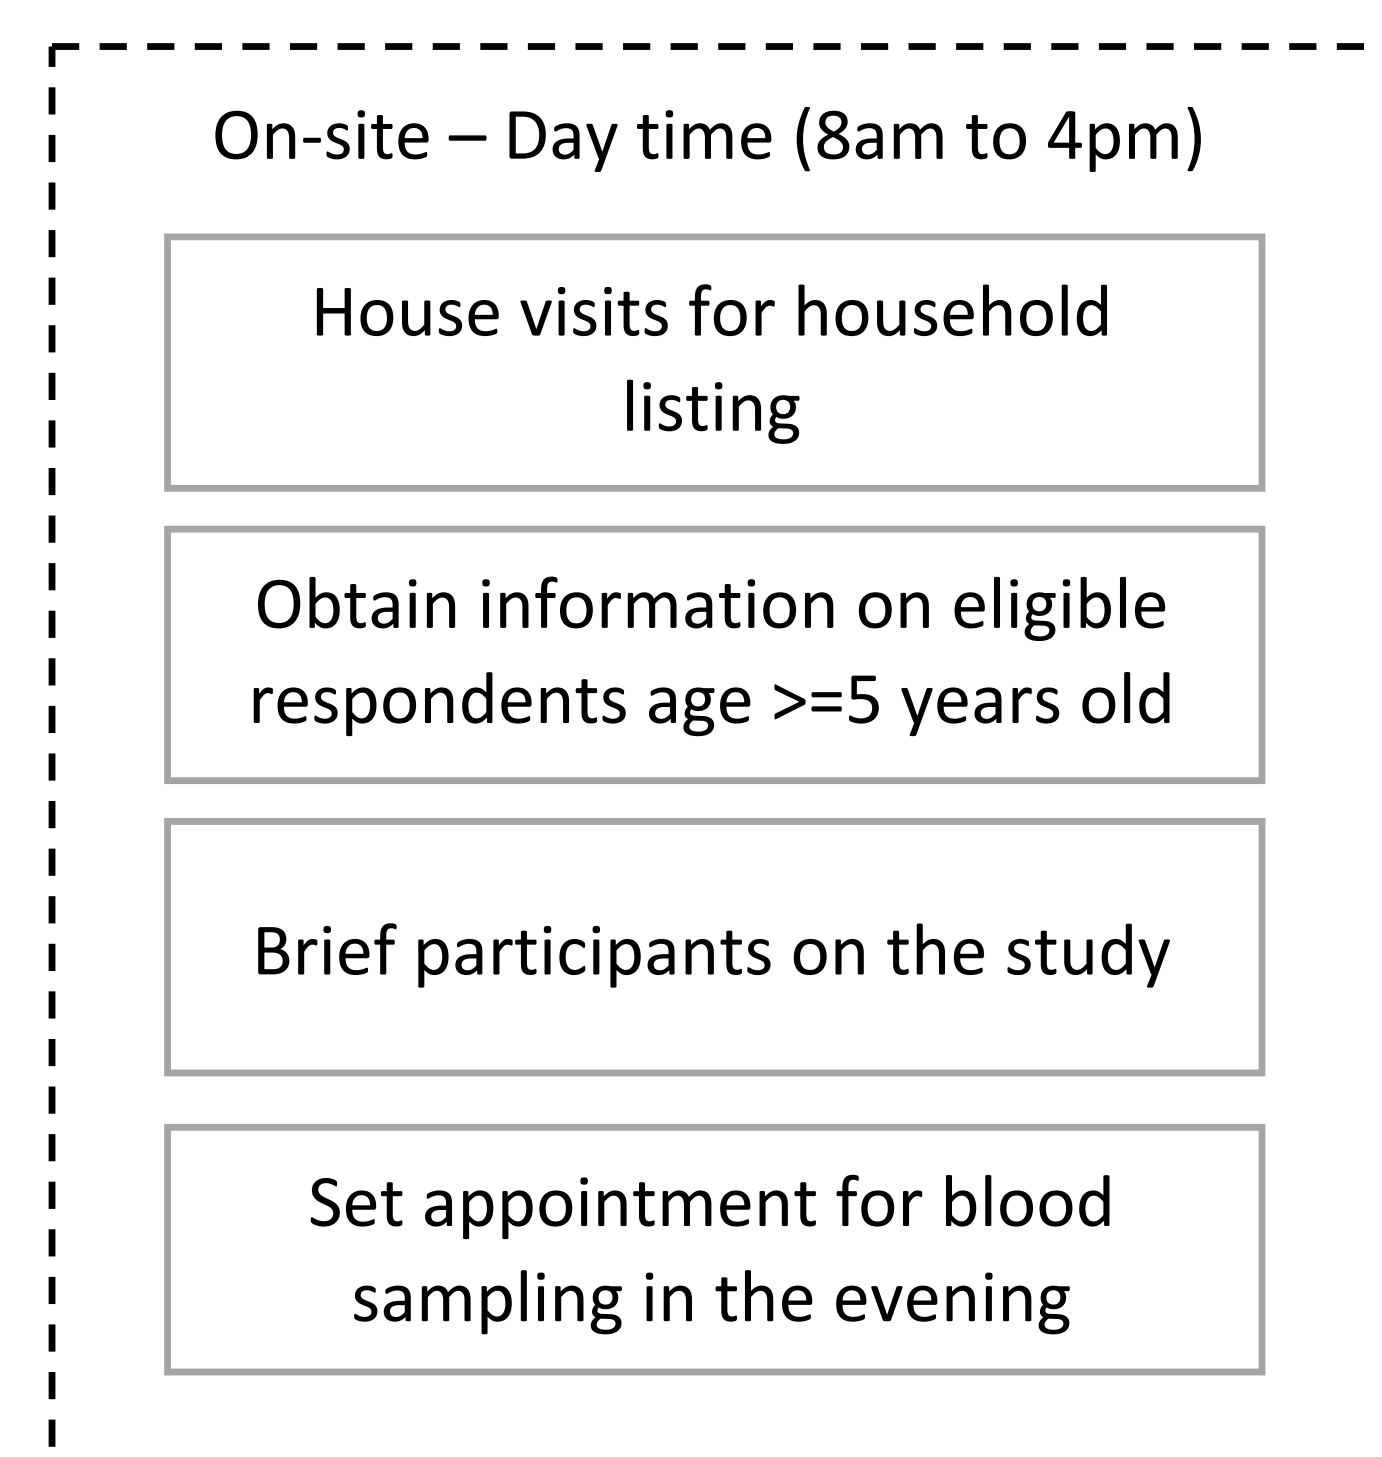 On-site – Day time (8am to 4pm)
House visits for household
listing
Obtain information on eligible
respondents age >=5 years old
Brief participants on the study
Set appointment for blood
sampling in the evening